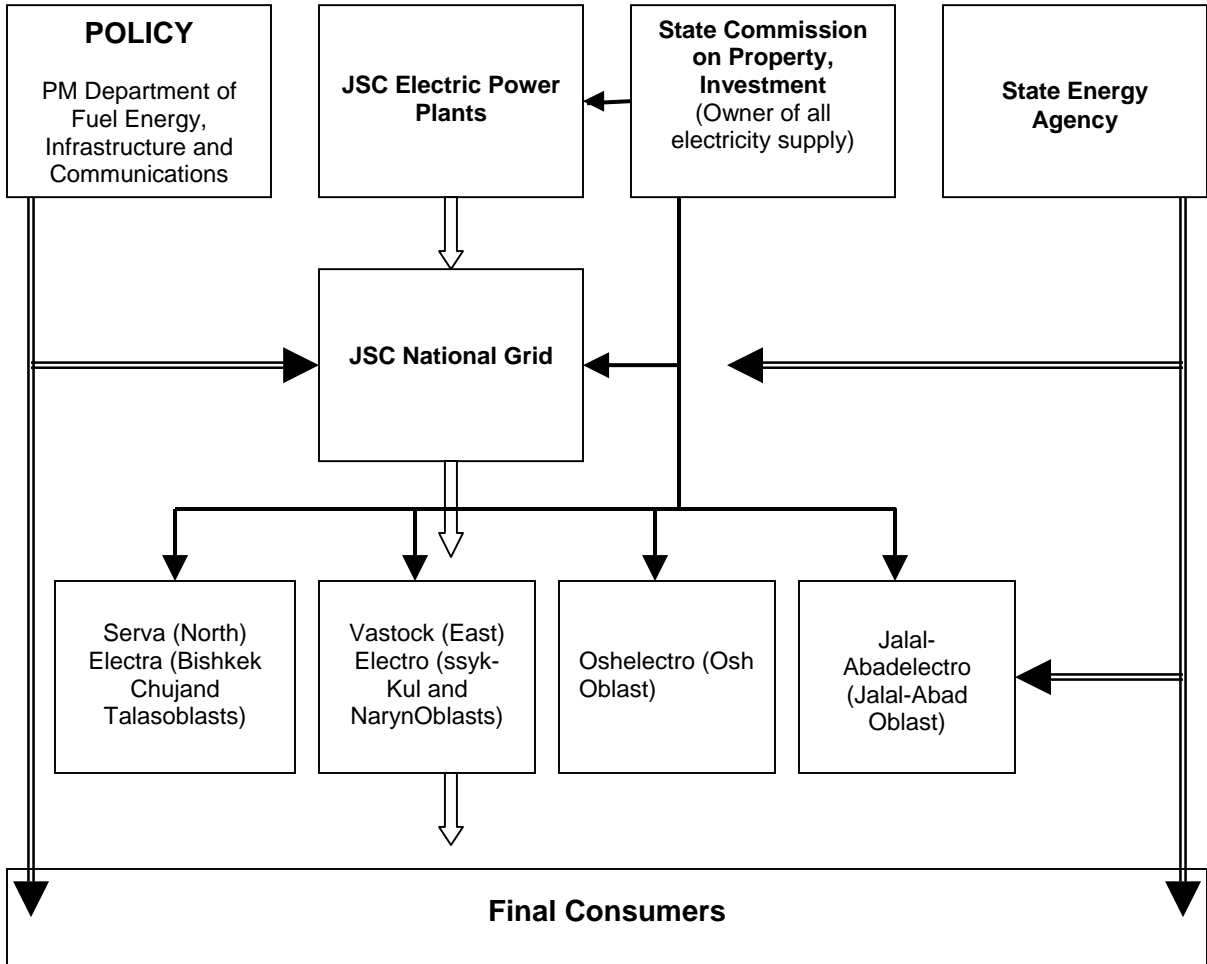 POLICY
PM Department of
Fuel Energy,
Infrastructure and
Communications
JSC Electric Power
Plants
State Commission
on Property,
Investment
(Owner of all
electricity supply)
State Energy
Agency
JSC National Grid
Serva (North)
Electra (Bishkek
Chujand
Talasoblasts)
Vastock (East)
Electro (ssyk-
Kul and
NarynOblasts)
Oshelectro (Osh
Oblast)
Jalal-
Abadelectro
(Jalal-Abad
Oblast)
Final Consumers